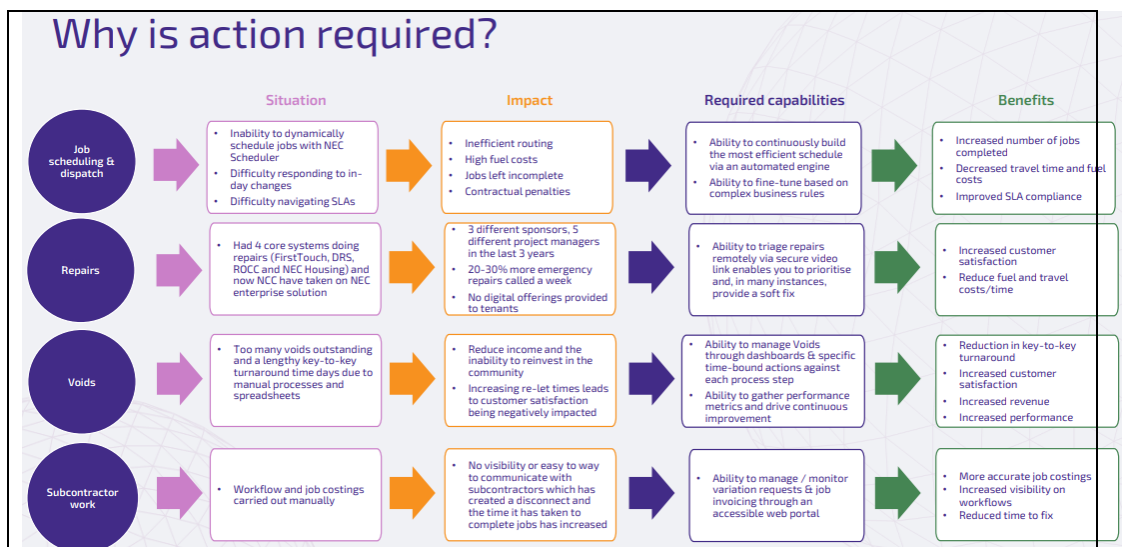 Why is action required?
Situation
Impact
Required capabilities
Benefits
Job
scheduling &
dispatch
• Inability to dynamically
schedule jobs with NEC
Scheduler
• Difficulty responding to in-
day changes
• Difficulty navigating SLAs
• Inefficient routing
• High fuel costs
• Jobs left incomplete
• Contractual penalties
• Ability to continuously build
the most efficient schedule
via an automated engine
• Ability to fine-tune based on
complex business rules
• Increased number of jobs
completed
• Decreased travel time and fuel
costs
• Improved SLA compliance
Repairs
• Had 4 core systems doing
repairs (FirstTouch, DRS,
ROCC and NEC Housing) and
now NCC have taken on NEC
enterprise solution
• 3 different sponsors, 5
different project managers
in the last 3 years
• 20-30% more emergency
repairs called a week
• No digital offerings provided
to tenants
• Ability to triage repairs
remotely via secure video
link enables you to prioritise
and, in many instances,
provide a soft fix
• Increased customer
satisfaction
• Reduce fuel and travel
costs/time
Voids
• Too many voids outstanding
and a lengthy key-to-key
turnaround time days due to
manual processes and
spreadsheets
• Reduce income and the
inability to reinvest in the
community
• Increasing re-let times leads
to customer satisfaction
being negatively impacted
• Ability to manage Voids
through dashboards & specific
time-bound actions against
each process step
• Ability to gather performance
metrics and drive continuous
improvement
• Reduction in key-to-key
turnaround
• Increased customer
satisfaction
• Increased revenue
• Increased performance
Subcontractor
work
• Workflow and job costings
carried out manually
• No visibility or easy to way
to communicate with
subcontractors which has
created a disconnect and
the time it has taken to
complete jobs has increased
• Ability to manage / monitor
variation requests & job
invoicing through an
accessible web portal
• More accurate job costings
• Increased visibility on
workflows
• Reduced time to fix